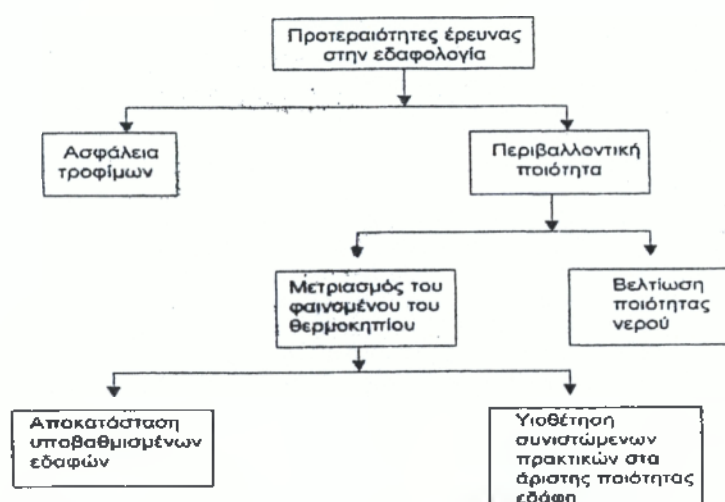 Προτεραιότητες έρευνας
στην εδαφολογία
Ασφάλεια
τροφίμων
Περιβαλλοντική
ποιότητα
Μετριασμός του
φαινομένου του
θερμοκηπίου
Βελτίωση
ποιότητας
νερού
Αποκατάσταση
υποβαθμισμένων
εδαφών
Υιοθέτηση
συνιστώμενων
πρακτικών στα
άριστης ποιότητας
εδάφη